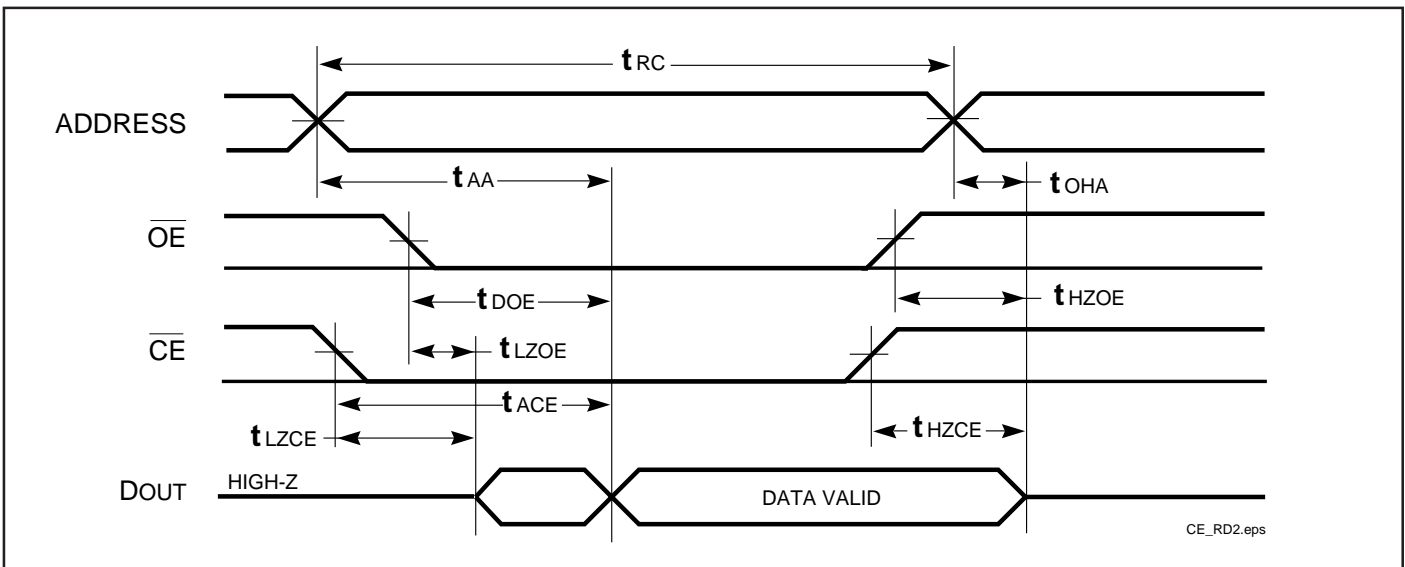 tRC
ADDRESS
tAA
tOHA
OE
tDOE
tHZOE
CE
tLZOE
tACE
tLZCE
tHZCE
DOUT
HIGH-Z
DATA VALID
CE_RD2.eps